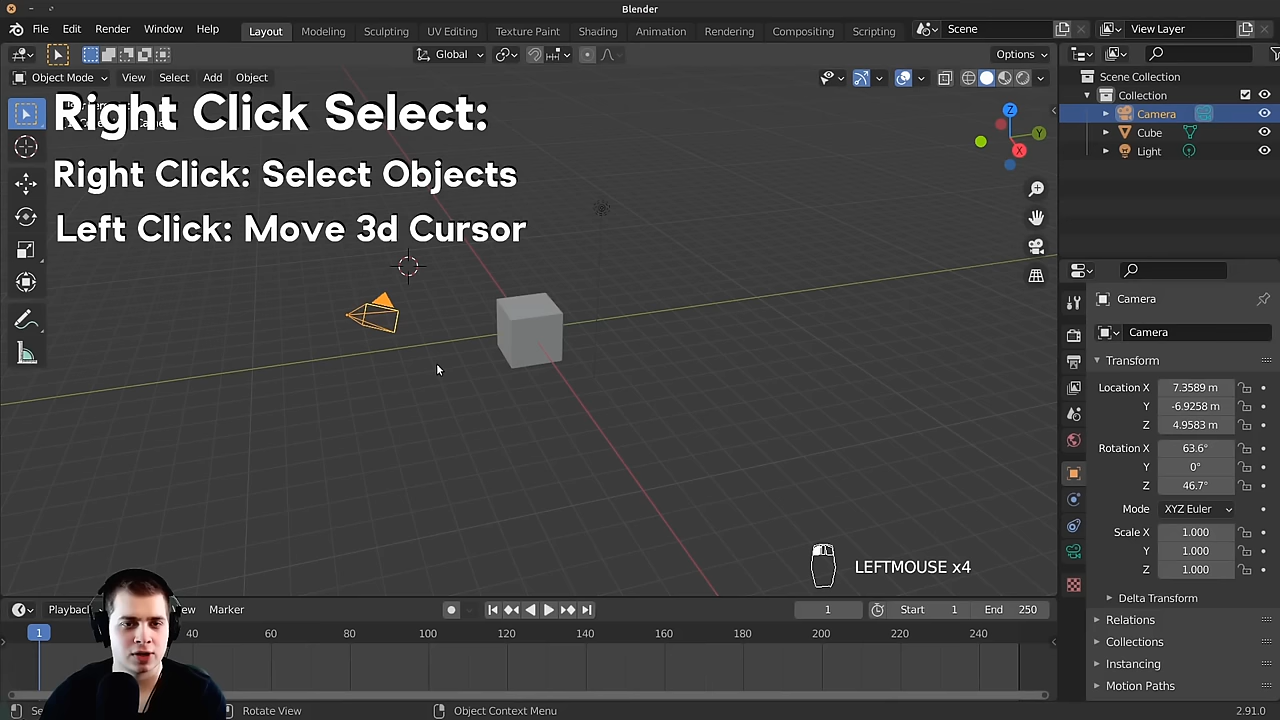 Blender
File Edit Render Window Help Layout Modeling Sculpting UV Editing Texture Paint Shading Animation Rendering Compositing Scripting Scene View Layer
Global Options
Object Mode View Select Add Object
Right Click Select:
Right Click: Select Objects
Left Click: Move 3d Cursor
Z
Y
X
LEFTMOUSE x4
Scene Collection
Collection
Camera
Cube
Light
Camera
Camera
Transform
Location X 7.3589 m
Y -6.9258 m
Z 4.9583 m
Rotation X 63.6°
Y 0°
Z 46.7°
Mode XYZ Euler
Scale X 1.000
Y 1.000
Z 1.000
Delta Transform
Relations
Collections
Instancing
Motion Paths
Marker 1 Start 1 End 250
1 40 60 80 100 120 140 160 180 200 220 240
Rotate View Object Context Menu 2.91.0